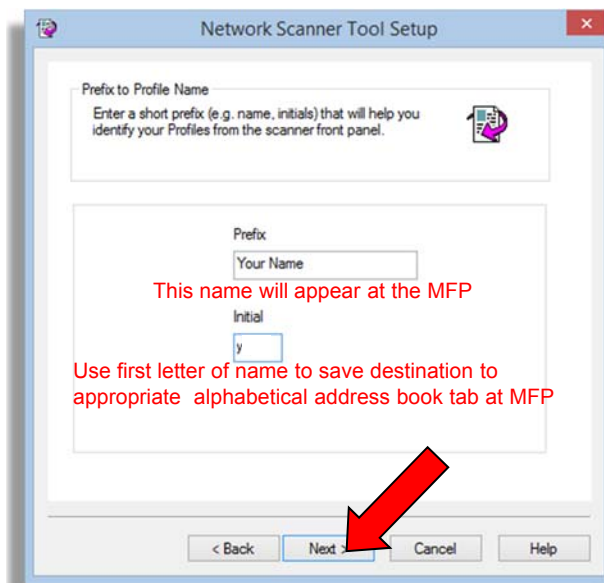 Network Scanner Tool Setup
Prefix to Profile Name
Enter a short prefix (e.g. name, initials) that will help you
identify your Profiles from the scanner front panel.
Prefix
Your Name
This name will appear at the MFP
Initial
y
Use first letter of name to save destination to
appropriate alphabetical address book tab at MFP
< Back Next > Cancel Help